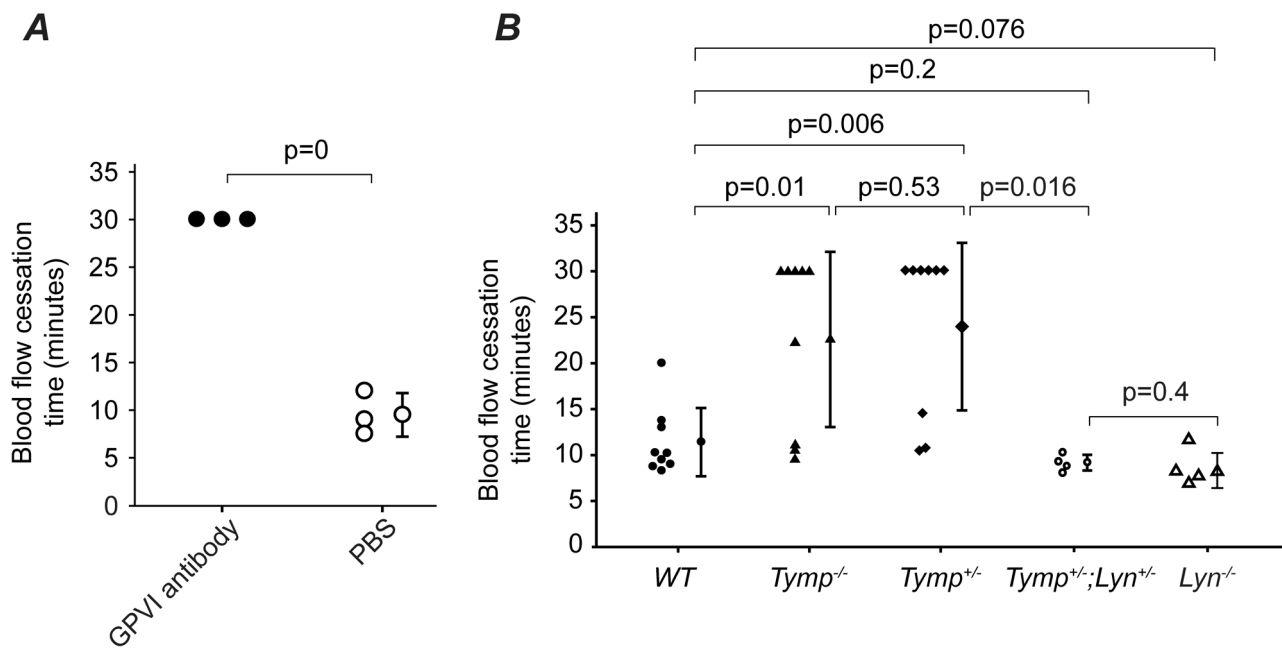 A
p=0
35
30
25
20
15
10
5
0
Blood flow cessation
time (minutes)
GPVI antibody
PBS
B
p=0.076
p=0.2
p=0.006
p=0.01
p=0.53
p=0.016
p=0.4
35
30
25
20
15
10
5
0
Blood flow cessation
time (minutes)
WT
Tymp-/-
Tymp+/-
Tymp+/-;Lyn+/-
Lyn-/-